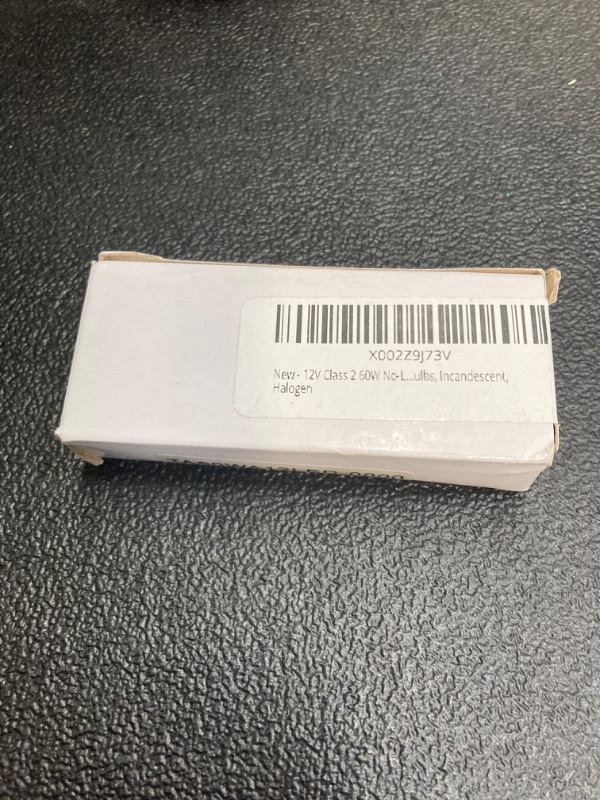 X002Z9J73V
New - 12V Class 2 60W No-L...ulbs, Incandescent,
Halogen